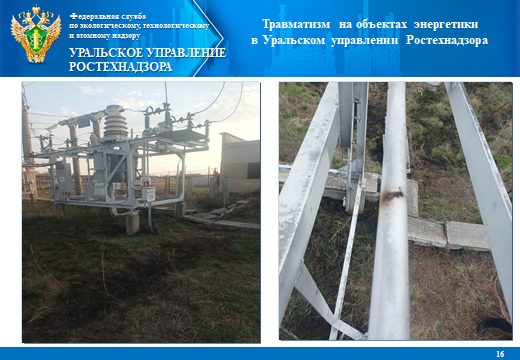 Федеральная служба
по экологическому, технологическому
и атомному надзору
УРАЛЬСКОЕ УПРАВЛЕНИЕ
РОСТЕХНАДЗОРА
Травматизм на объектах энергетики
в Уральском управлении Ростехнадзора
16